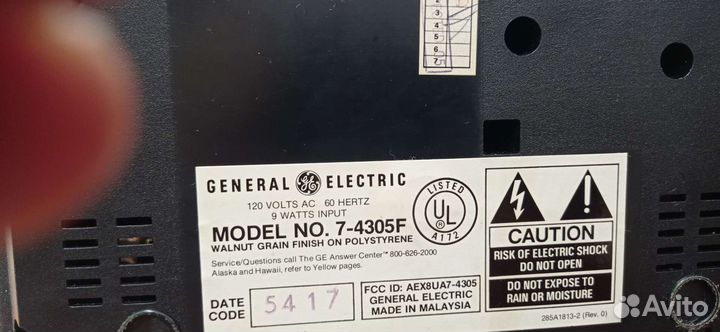 2
3
4
5
6
7
GENERAL GE ELECTRIC
120 VOLTS AC 60 HERTZ
9 WATTS INPUT
MODEL NO. 7-4305F
WALNUT GRAIN FINISH ON POLYSTYRENE
Service/Questions call The GE Answer Center™ 800-626-2000
Alaska and Hawaii, refer to Yellow pages.
DATE
CODE
5417
FCC ID: AEX8UA7-4305
GENERAL ELECTRIC
MADE IN MALAYSIA
LISTED
UL
®
A172
CAUTION
RISK OF ELECTRIC SHOCK
DO NOT OPEN
DO NOT EXPOSE TO
RAIN OR MOISTURE
285A1813-2 (Rev. 0)
Avito